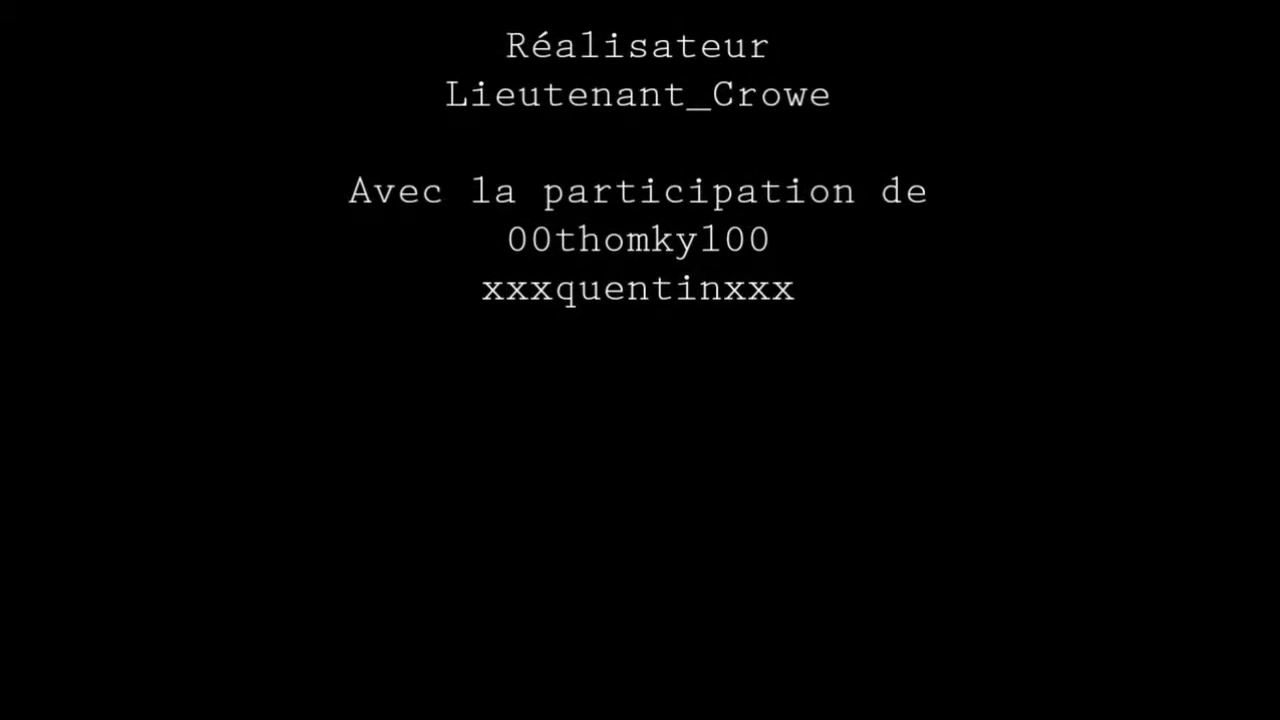 Réalisateur
Lieutenant_Crowe
Avec la participation de
00thomky100
xxxquentinxxx